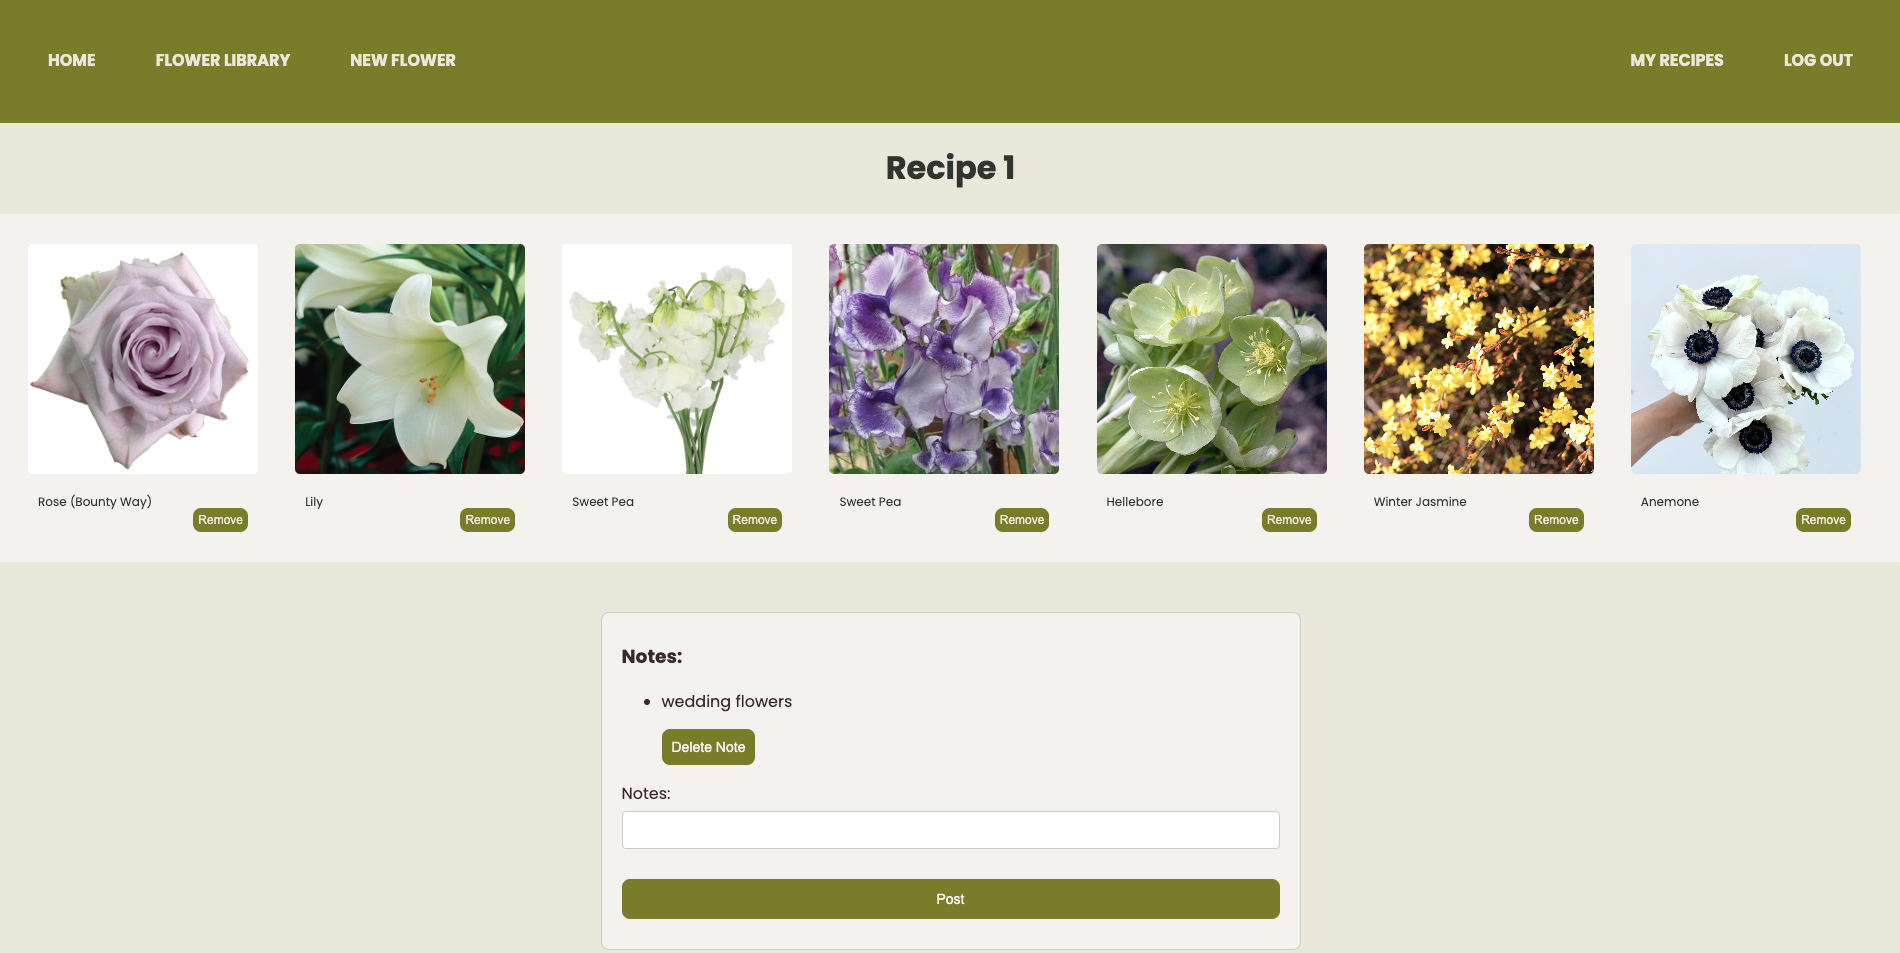 HOME FLOWER LIBRARY NEW FLOWER MY RECIPES LOG OUT
Recipe 1
Rose (Bounty Way) Lily Sweet Pea Sweet Pea Hellebore Winter Jasmine Anemone
Remove Remove Remove Remove Remove Remove Remove
Notes:
wedding flowers
Delete Note
Notes:
Post